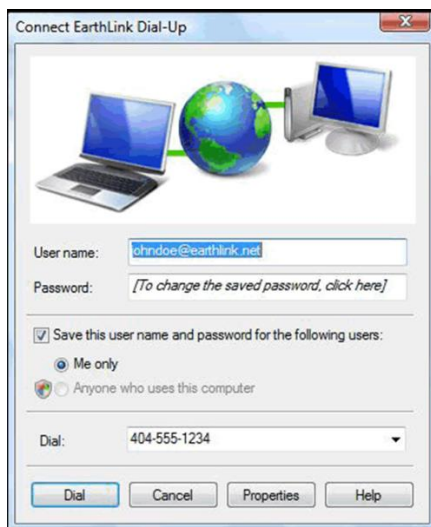 Connect EarthLink Dial-Up
User name: ohndoe@earthlink.net
Password: [To change the saved password, click here]
Save this user name and password for the following users:
Me only
Anyone who uses this computer
Dial: 404-555-1234
Dial Cancel Properties Help